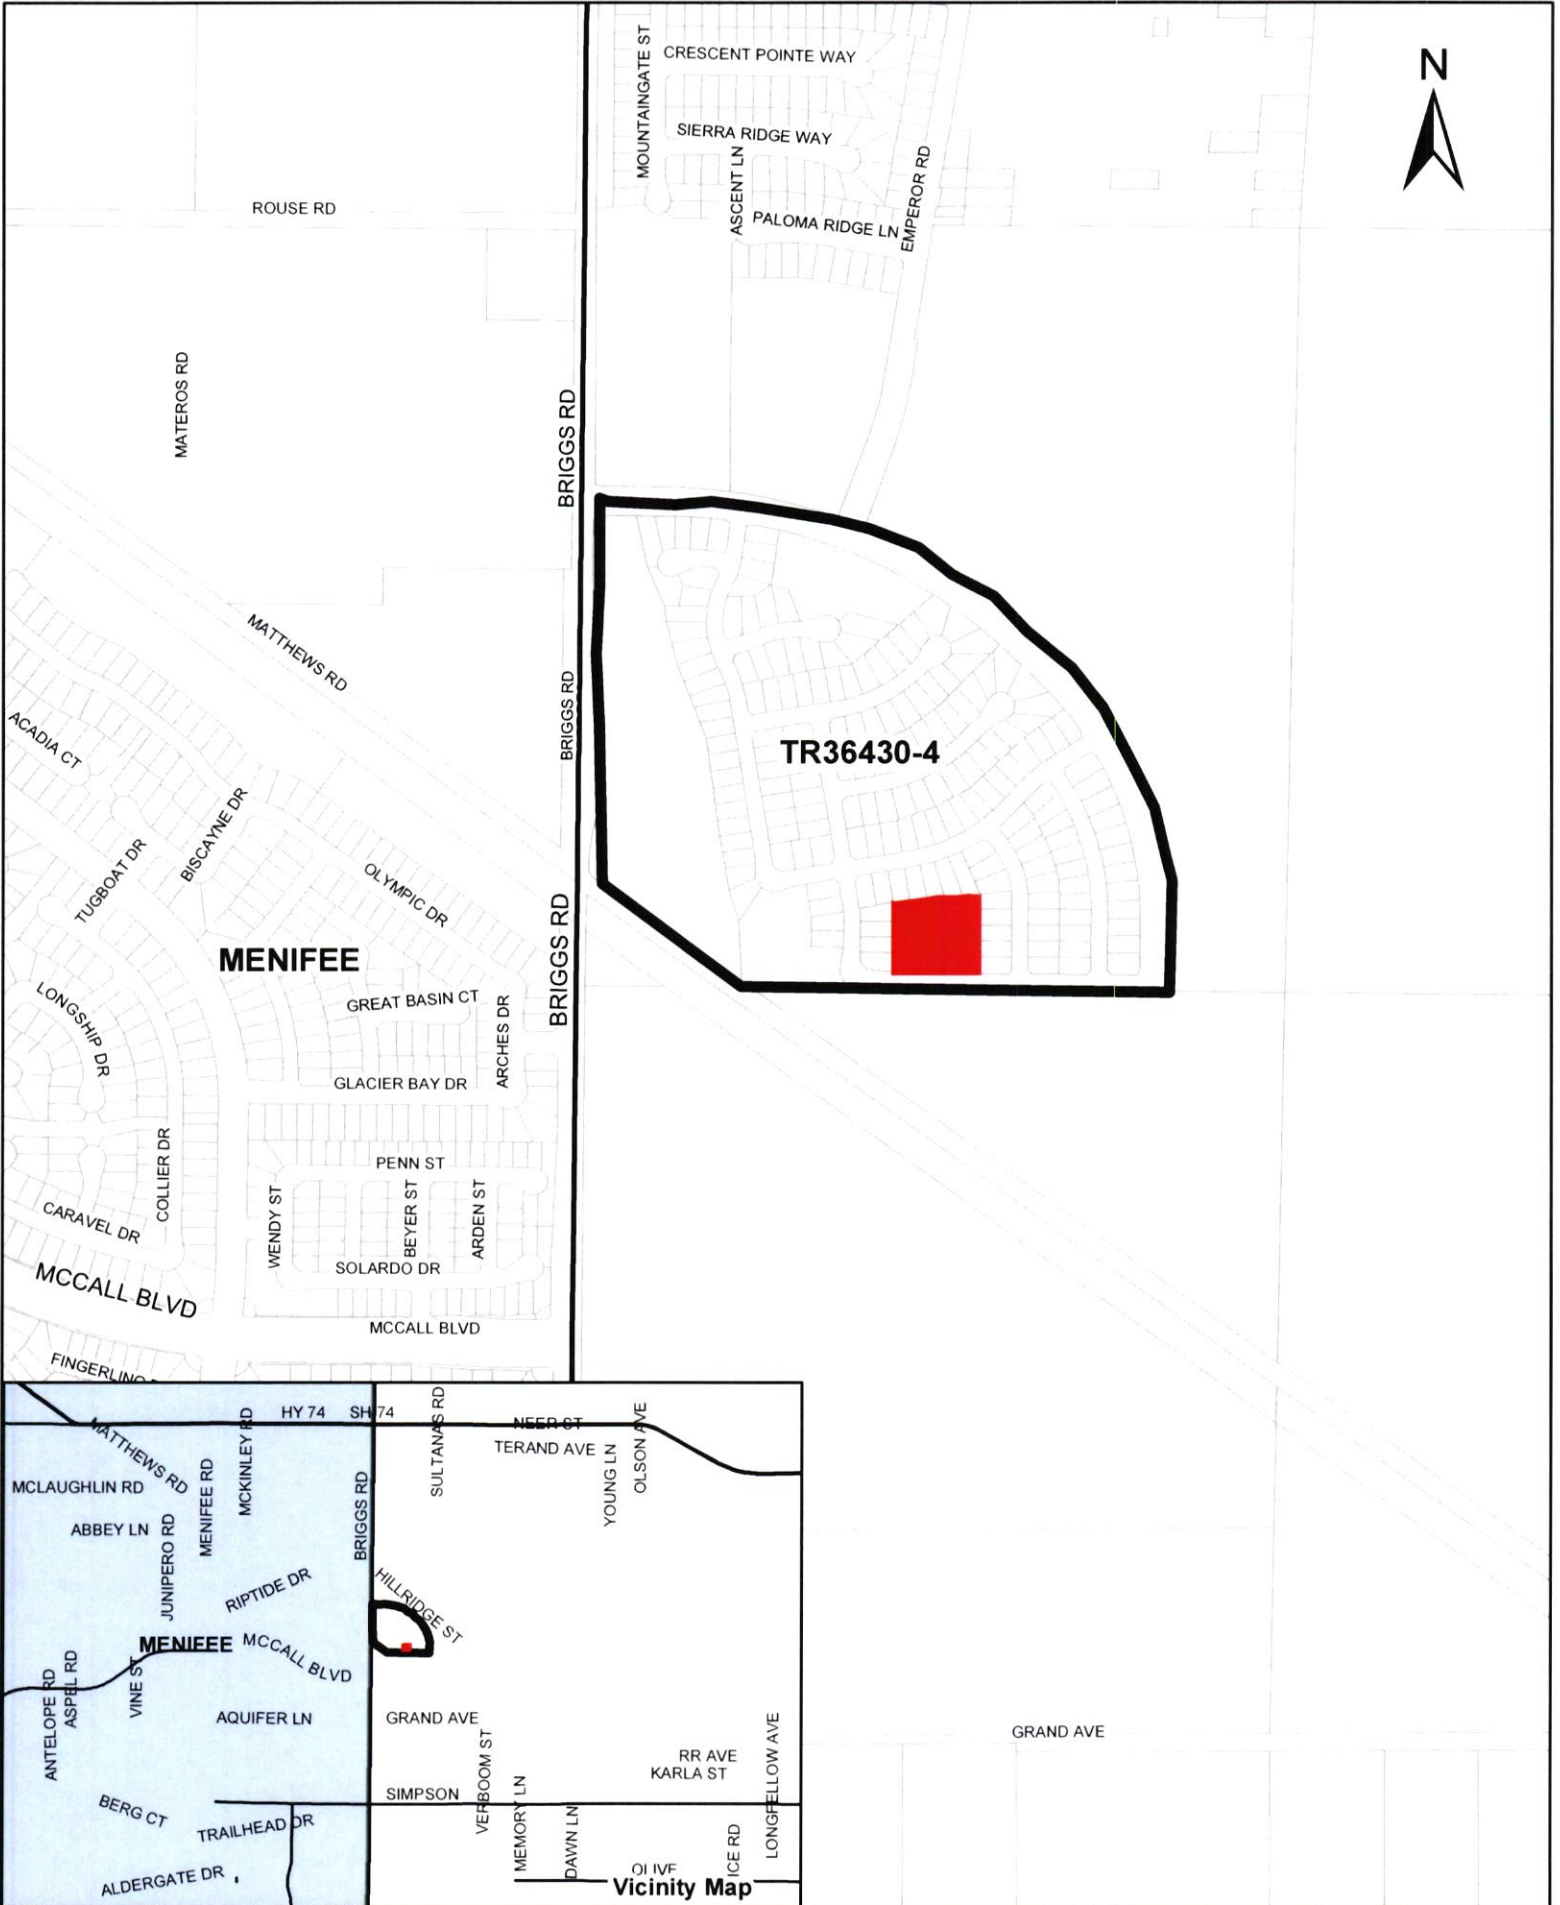 N
MOUNTAINGATE ST
CRESCENT POINTE WAY
SIERRA RIDGE WAY
ASCENT LN
EMPEROR RD
PALOMA RIDGE LN
ROUSE RD
MATEROS RD
BRIGGS RD
MATTHEWS RD
BRIGGS RD
ACADIA CT
TR36430-4
BISCAYNE DR
TUGBOAT DR
OLYMPIC DR
BRIGGS RD
MENIFEE
LONGSHIP DR
GREAT BASIN CT
ARCHES DR
GLACIER BAY DR
COLLIER DR
PENN ST
WENDY ST
BEYER ST
ARDEN ST
CARAVEL DR
SOLARDO DR
MCCALL BLVD
MCCALL BLVD
HY 74
SH 74
SULTANAS RD
NEER ST
OLSON AVE
MATTHEWS RD
MCKINLEY RD
TERAND AVE
YOUNG LN
MCLAUGHLIN RD
MENIFEE RD
BRIGGS RD
ABBEY LN
JUNIPERO RD
RIPTIDE DR
HILLRIDGE ST
MENIFEE
MCCALL BLVD
ANTELOPE RD
ASPEL RD
VINE ST
AQUIFER LN
GRAND AVE
GRAND AVE
VERBOOM ST
RR AVE
KARLA ST
LONGFELLOW AVE
SIMPSON
MEMORY LN
DAWN LN
ICE RD
BERG CT
TRAILHEAD DR
OLIVE
ALDERGATE DR
Vicinity Map